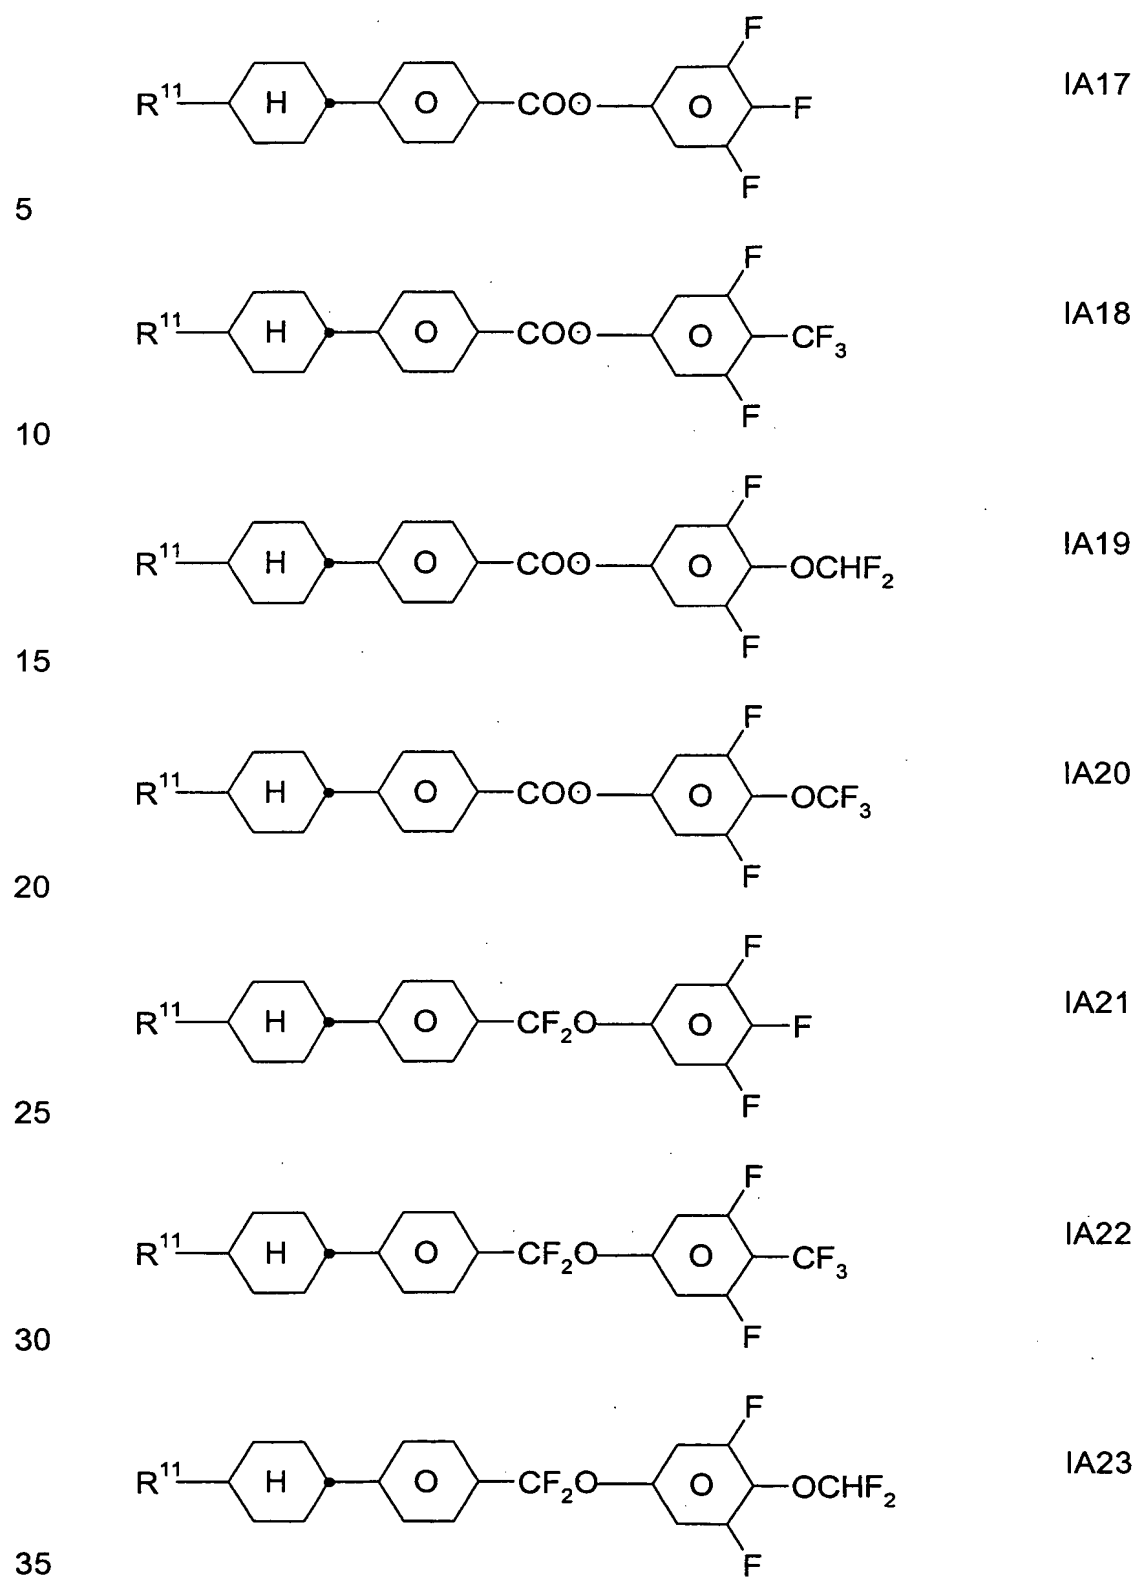 F
R¹¹ H O COO O F IA17
F
5
F
R¹¹ H O COO O CF₃ IA18
F
10
F
R¹¹ H O COO O OCHF₂ IA19
F
15
F
R¹¹ H O COO O OCF₃ IA20
F
20
F
R¹¹ H O CF₂O O F IA21
F
25
F
R¹¹ H O CF₂O O CF₃ IA22
F
30
F
R¹¹ H O CF₂O O OCHF₂ IA23
F
35